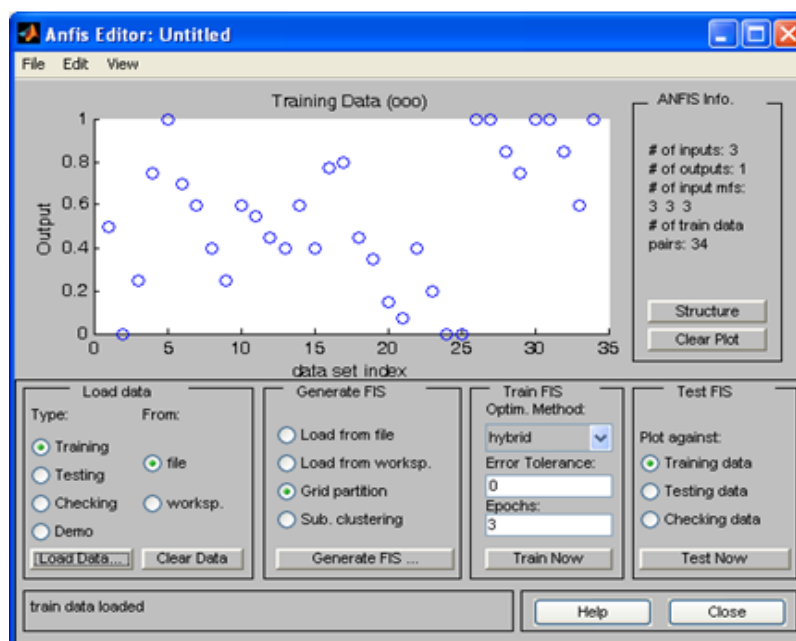 Anfis Editor: Untitled
File Edit View
Training Data (ooo)
1
0.8
0.6
0.4
0.2
0
Output
0 5 10 15 20 25 30 35
data set index
ANFIS Info.
# of inputs: 3
# of outputs: 1
# of input mfs:
3 3 3
# of train data
pairs: 34
Structure
Clear Plot
Load data
Type: From:
Training
Testing
Checking
Demo
file
worksp.
Load Data... Clear Data
Generate FIS
Load from file
Load from worksp.
Grid partition
Sub. clustering
Generate FIS ...
Train FIS
Optim. Method:
hybrid
Error Tolerance:
0
Epochs:
3
Train Now
Test FIS
Plot against:
Training data
Testing data
Checking data
Test Now
train data loaded
Help Close